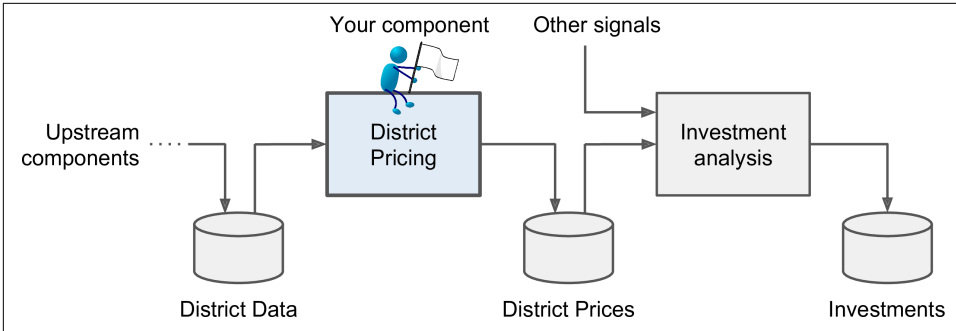 Your component
Other signals
Upstream
components
District
Pricing
Investment
analysis
District Data
District Prices
Investments